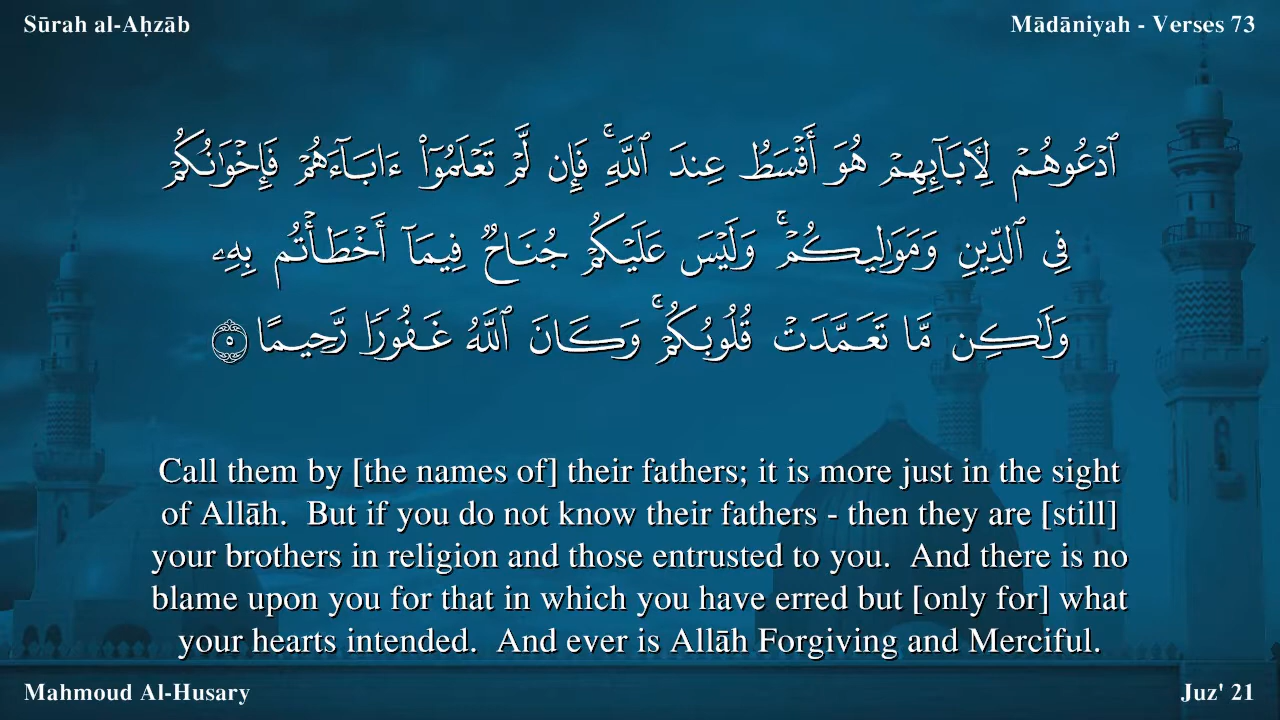 Sūrah al-Aḥzāb
Mādāniyah - Verses 73
ٱدْعُوهُمْ لِـَٔابَآئِهِمْ هُوَ أَقْسَطُ عِندَ ٱللَّهِ ۚ فَإِن لَّمْ تَعْلَمُوٓا۟ ءَابَآءَهُمْ فَإِخْوَٰنُكُمْ
فِى ٱلدِّينِ وَمَوَٰلِيكُمْ ۚ وَلَيْسَ عَلَيْكُمْ جُنَاحٌ فِيمَآ أَخْطَأْتُم بِهِۦ
وَلَـٰكِن مَّا تَعَمَّدَتْ قُلُوبُكُمْ ۚ وَكَانَ ٱللَّهُ غَفُورًا رَّحِيمًا ٥
Call them by [the names of] their fathers; it is more just in the sight
of Allāh.  But if you do not know their fathers - then they are [still]
your brothers in religion and those entrusted to you.  And there is no
blame upon you for that in which you have erred but [only for] what
your hearts intended.  And ever is Allāh Forgiving and Merciful.
Mahmoud Al-Husary
Juz' 21